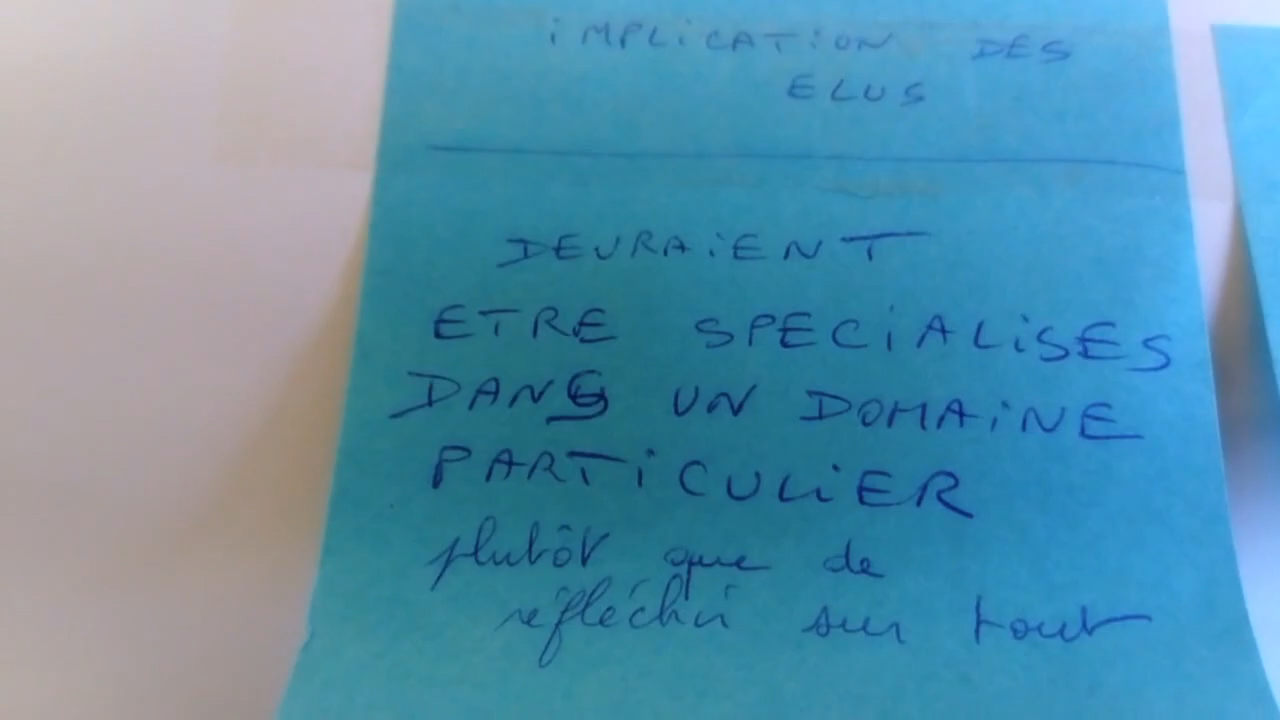 iMPLiCATiON DES
ELUS
DEVRAiENT
ETRE SPECiALiSES
DANS UN DOMAiNE
PARTiCULiER
plutôt que de
réfléchir sur tout